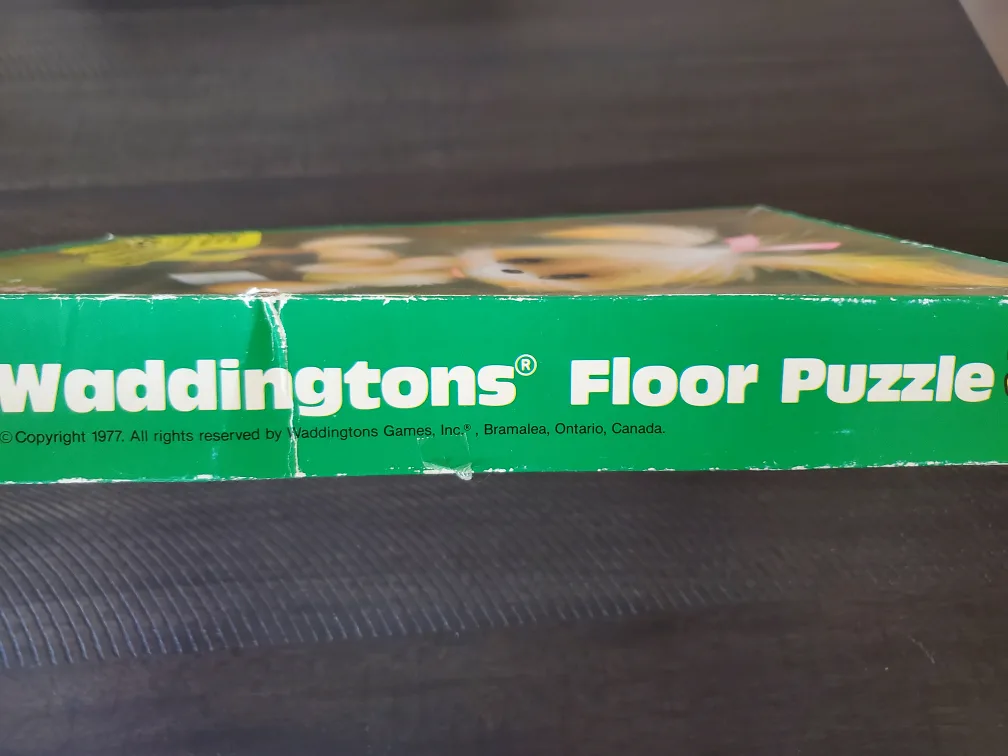 Waddingtons® Floor Puzzle
© Copyright 1977. All rights reserved by Waddingtons Games, Inc.®, Bramalea, Ontario, Canada.